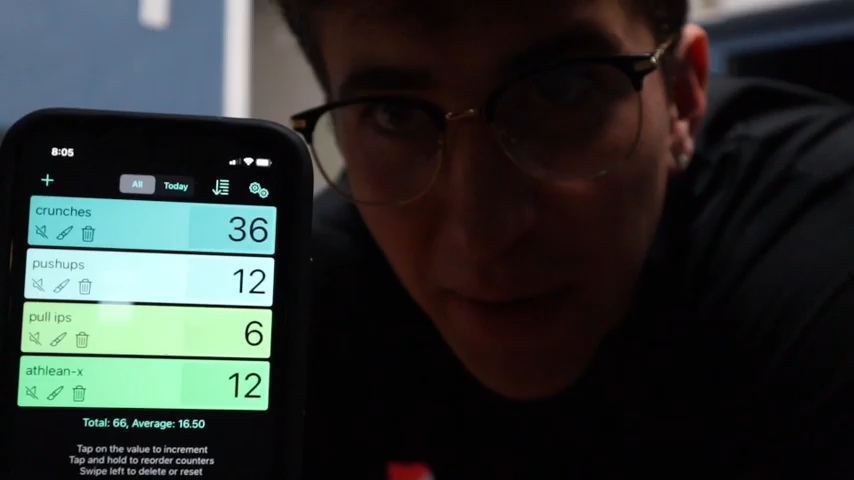 8:05
+ All Today
crunches
36
pushups
12
pull ips
6
athlean-x
12
Total: 66, Average: 16.50
Tap on the value to increment
Tap and hold to reorder counters
Swipe left to delete or reset